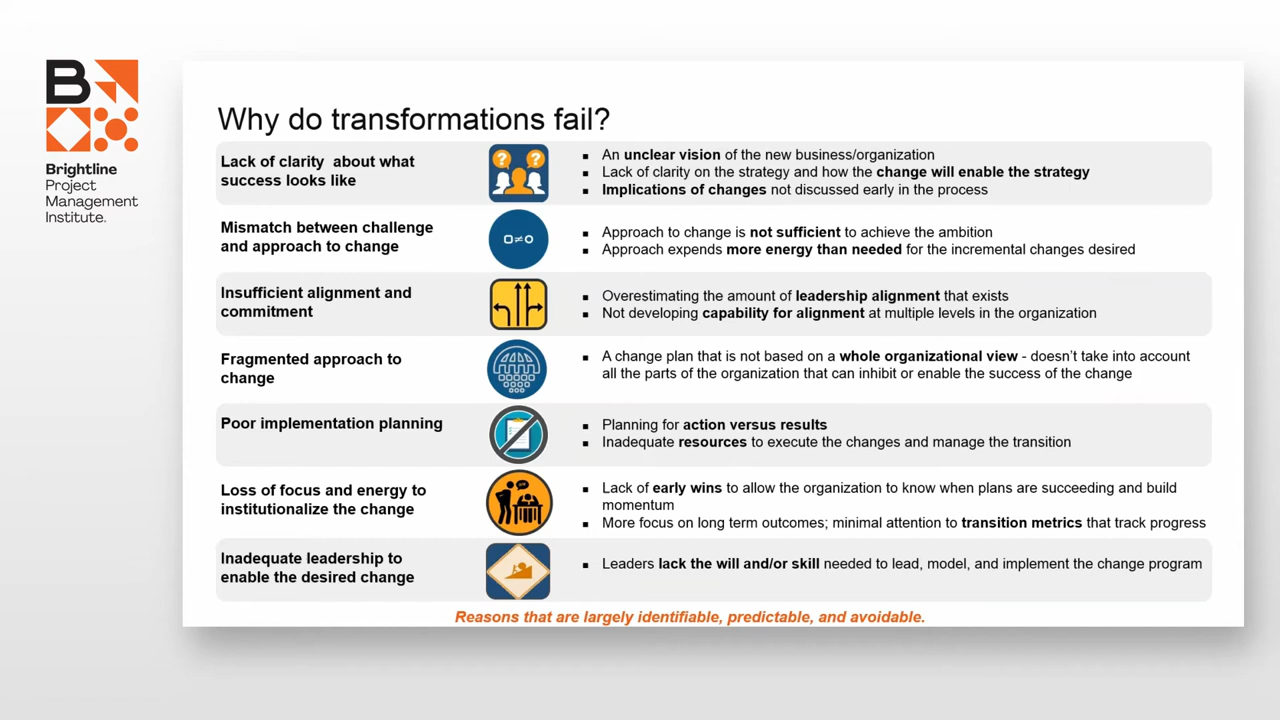 B
Brightline
Project
Management
Institute.
Why do transformations fail?
Lack of clarity about what
success looks like
? ?
▪ An unclear vision of the new business/organization
▪ Lack of clarity on the strategy and how the change will enable the strategy
▪ Implications of changes not discussed early in the process
Mismatch between challenge
and approach to change
□≠○
▪ Approach to change is not sufficient to achieve the ambition
▪ Approach expends more energy than needed for the incremental changes desired
Insufficient alignment and
commitment
▪ Overestimating the amount of leadership alignment that exists
▪ Not developing capability for alignment at multiple levels in the organization
Fragmented approach to
change
▪ A change plan that is not based on a whole organizational view - doesn't take into account
all the parts of the organization that can inhibit or enable the success of the change
Poor implementation planning
▪ Planning for action versus results
▪ Inadequate resources to execute the changes and manage the transition
Loss of focus and energy to
institutionalize the change
▪ Lack of early wins to allow the organization to know when plans are succeeding and build
momentum
▪ More focus on long term outcomes; minimal attention to transition metrics that track progress
Inadequate leadership to
enable the desired change
▪ Leaders lack the will and/or skill needed to lead, model, and implement the change program
Reasons that are largely identifiable, predictable, and avoidable.